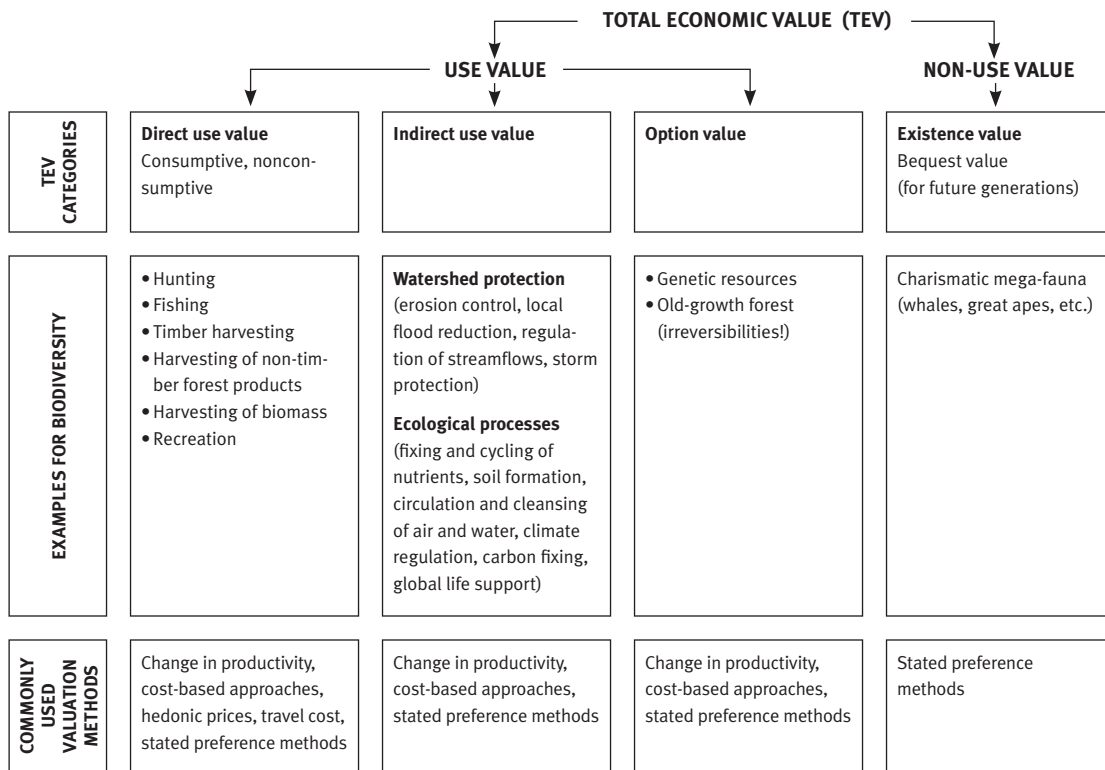 TOTAL ECONOMIC VALUE (TEV)
USE VALUE
NON-USE VALUE
TEV
CATEGORIES
Direct use value
Consumptive, noncon-
sumptive
Indirect use value
Option value
Existence value
Bequest value
(for future generations)
EXAMPLES FOR BIODIVERSITY
• Hunting
• Fishing
• Timber harvesting
• Harvesting of non-tim-
ber forest products
• Harvesting of biomass
• Recreation
Watershed protection
(erosion control, local
flood reduction, regula-
tion of streamflows, storm
protection)
Ecological processes
(fixing and cycling of
nutrients, soil formation,
circulation and cleansing
of air and water, climate
regulation, carbon fixing,
global life support)
• Genetic resources
• Old-growth forest
(irreversibilities!)
Charismatic mega-fauna
(whales, great apes, etc.)
COMMONLY
USED
VALUATION
METHODS
Change in productivity,
cost-based approaches,
hedonic prices, travel cost,
stated preference methods
Change in productivity,
cost-based approaches,
stated preference methods
Change in productivity,
cost-based approaches,
stated preference methods
Stated preference
methods